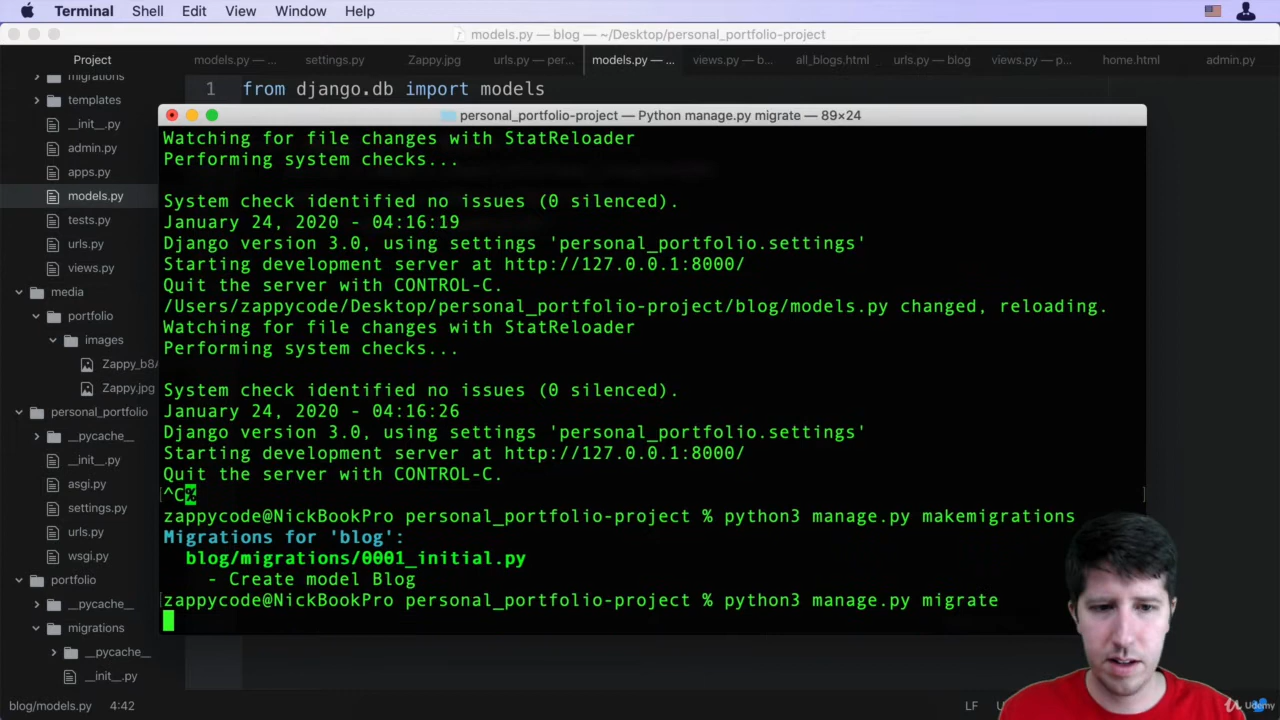 Terminal Shell Edit View Window Help
models.py — blog — ~/Desktop/personal_portfolio-project
Project
models.py — ...
settings.py
Zappy.jpg
urls.py — per...
models.py — ...
views.py — b...
all_blogs.html
urls.py — blog
views.py — p...
home.html
admin.py
migrations
templates
__init__.py
admin.py
apps.py
models.py
tests.py
urls.py
views.py
media
portfolio
images
Zappy_b8
Zappy.jpg
personal_portfolio
__pycache__
__init__.py
asgi.py
settings.py
urls.py
wsgi.py
portfolio
__pycache__
migrations
__pycache__
__init__.py
1 from django.db import models
personal_portfolio-project — Python manage.py migrate — 89×24
Watching for file changes with StatReloader
Performing system checks...
System check identified no issues (0 silenced).
January 24, 2020 - 04:16:19
Django version 3.0, using settings 'personal_portfolio.settings'
Starting development server at http://127.0.0.1:8000/
Quit the server with CONTROL-C.
/Users/zappycode/Desktop/personal_portfolio-project/blog/models.py changed, reloading.
Watching for file changes with StatReloader
Performing system checks...
System check identified no issues (0 silenced).
January 24, 2020 - 04:16:26
Django version 3.0, using settings 'personal_portfolio.settings'
Starting development server at http://127.0.0.1:8000/
Quit the server with CONTROL-C.
^C%
zappycode@NickBookPro personal_portfolio-project % python3 manage.py makemigrations
Migrations for 'blog':
blog/migrations/0001_initial.py
- Create model Blog
zappycode@NickBookPro personal_portfolio-project % python3 manage.py migrate
blog/models.py 4:42
LF
Udemy